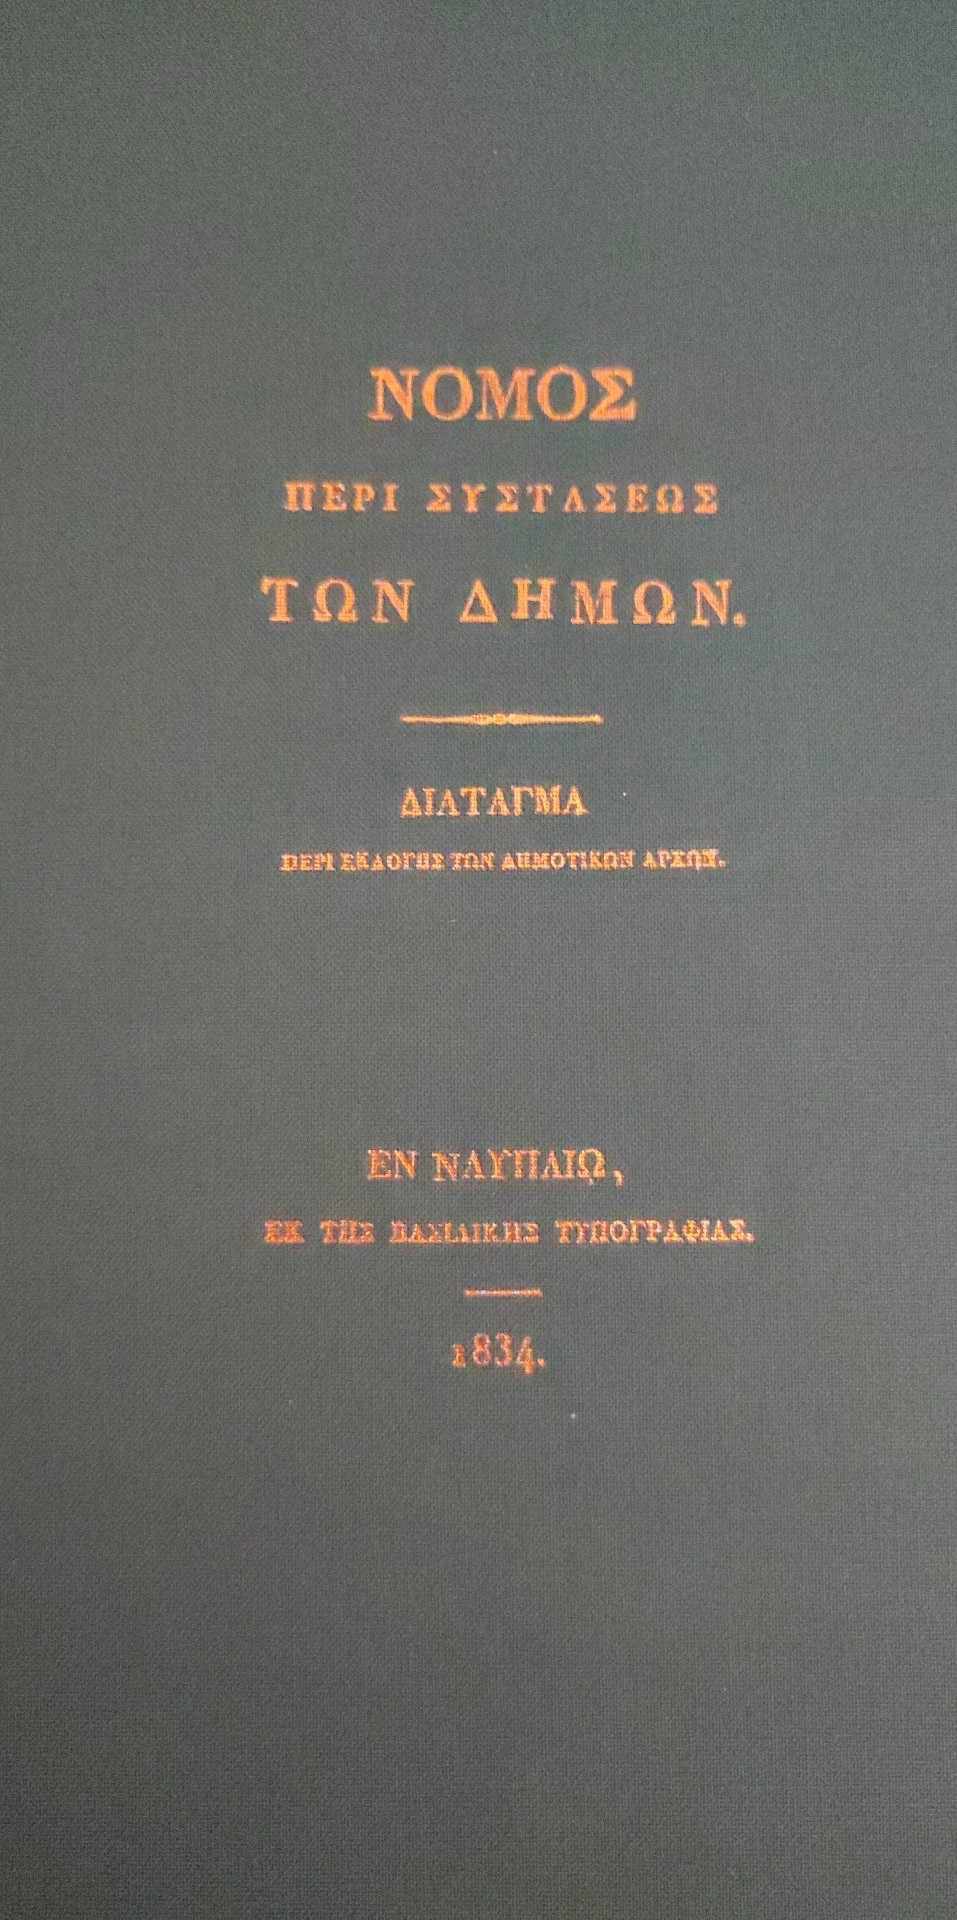 ΝΟΜΟΣ
ΠΕΡΙ ΣΥΣΤΑΣΕΩΣ
ΤΩΝ ΔΗΜΩΝ.
ΔΙΑΤΑΓΜΑ
ΠΕΡΙ ΕΚΛΟΓΗΣ ΤΩΝ ΔΗΜΟΤΙΚΩΝ ΑΡΧΩΝ.
ΕΝ ΝΑΥΠΛΙΩ,
ΕΚ ΤΗΣ ΒΑΣΙΛΙΚΗΣ ΤΥΠΟΓΡΑΦΙΑΣ.
1834.